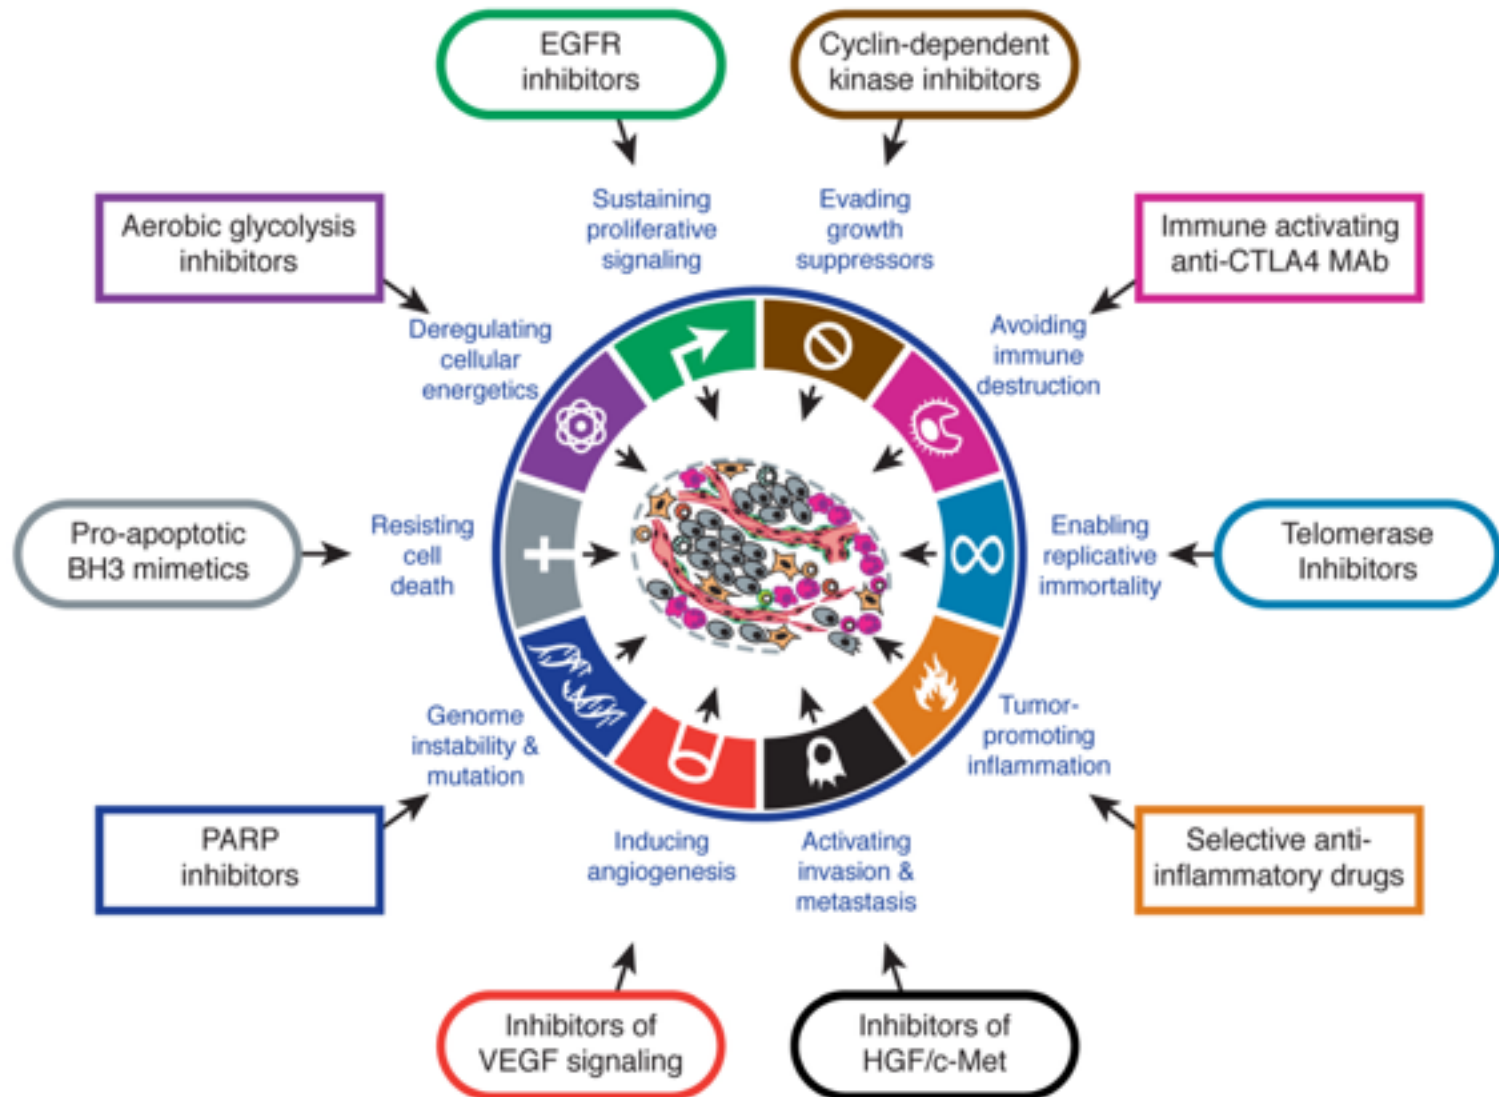 EGFR
inhibitors
Cyclin-dependent
kinase inhibitors
Sustaining
proliferative
signaling
Evading
growth
suppressors
Aerobic glycolysis
inhibitors
Immune activating
anti-CTLA4 MAb
Deregulating
cellular
energetics
Avoiding
immune
destruction
Pro-apoptotic
BH3 mimetics
Resisting
cell
death
Enabling
replicative
immortality
Telomerase
Inhibitors
Genome
instability &
mutation
Tumor-
promoting
inflammation
PARP
inhibitors
Inducing
angiogenesis
Activating
invasion &
metastasis
Selective anti-
inflammatory drugs
Inhibitors of
VEGF signaling
Inhibitors of
HGF/c-Met